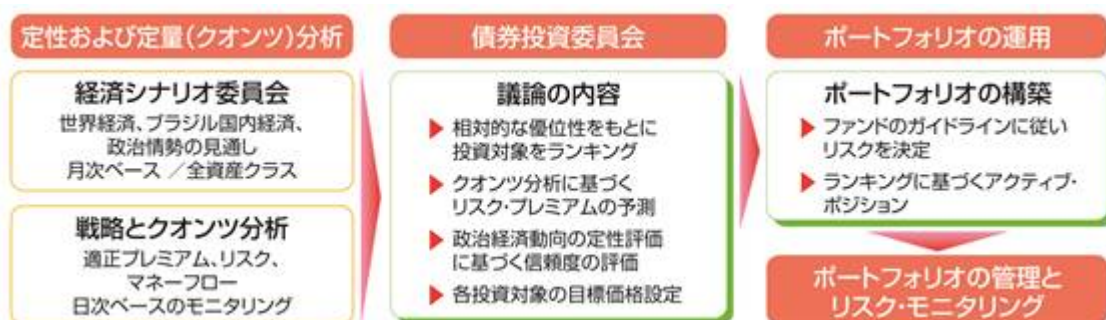 定性および定量(クオンツ)分析
経済シナリオ委員会
世界経済、ブラジル国内経済、
政治情勢の見通し
月次ベース ／全資産クラス
戦略とクオンツ分析
適正プレミアム、リスク、
マネーフロー
日次ベースのモニタリング
債券投資委員会
議論の内容
相対的な優位性をもとに
投資対象をランキング
クオンツ分析に基づく
リスク・プレミアムの予測
政治経済動向の定性評価
に基づく信頼度の評価
各投資対象の目標価格設定
ポートフォリオの運用
ポートフォリオの構築
ファンドのガイドラインに従い
リスクを決定
ランキングに基づくアクティブ・
ポジション
ポートフォリオの管理と
リスク・モニタリング